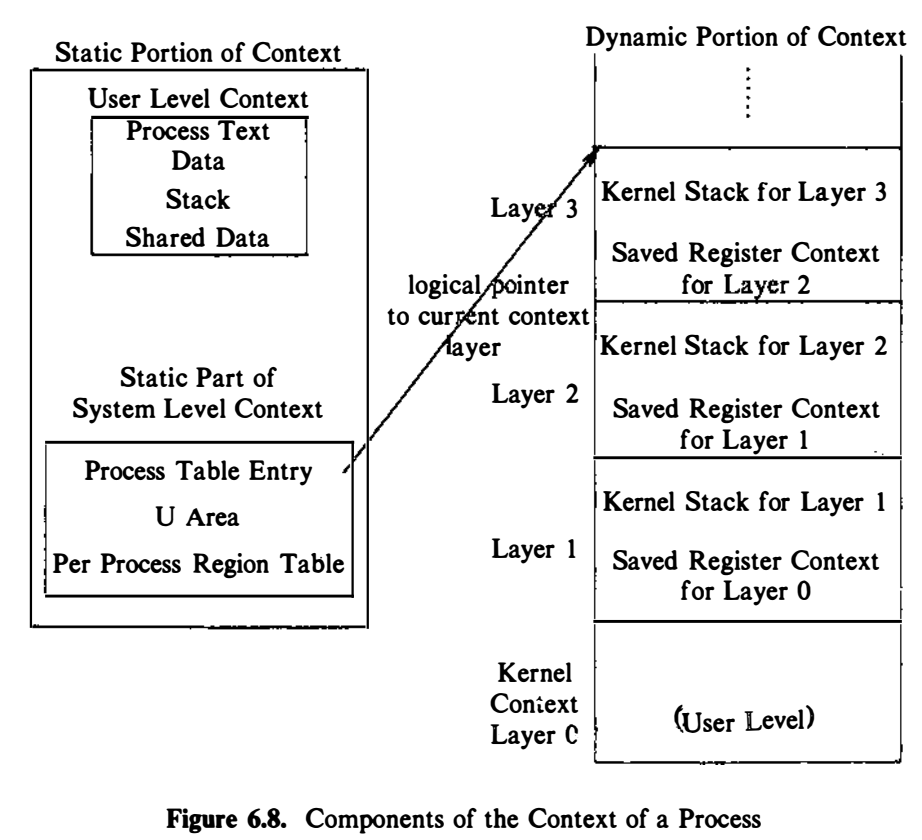 Static Portion of Context
User Level Context
Process Text
Data
Stack
Shared Data
Static Part of
System Level Context
Process Table Entry
U Area
Per Process Region Table
logical pointer
to current context
layer
Dynamic Portion of Context
Layer 3
Kernel Stack for Layer 3
Saved Register Context
for Layer 2
Layer 2
Kernel Stack for Layer 2
Saved Register Context
for Layer 1
Layer 1
Kernel Stack for Layer 1
Saved Register Context
for Layer 0
Kernel
Context
Layer 0
(User Level)
Figure 6.8. Components of the Context of a Process